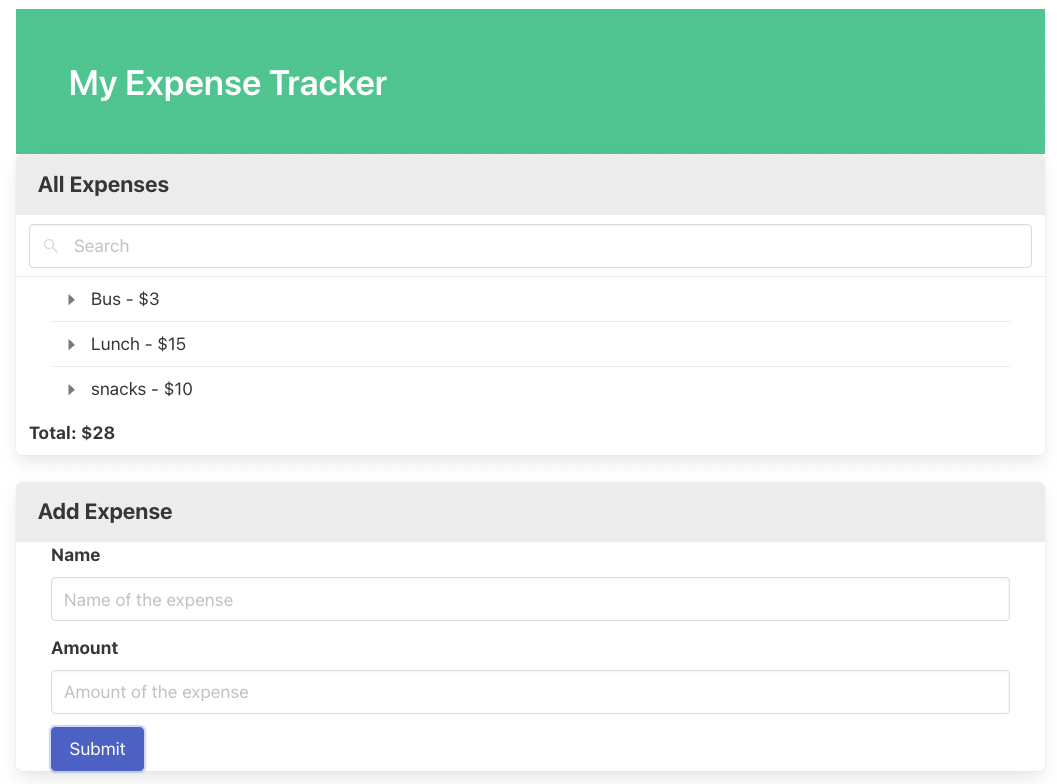 My Expense Tracker
All Expenses
Search
Bus - $3
Lunch - $15
snacks - $10
Total: $28
Add Expense
Name
Name of the expense
Amount
Amount of the expense
Submit